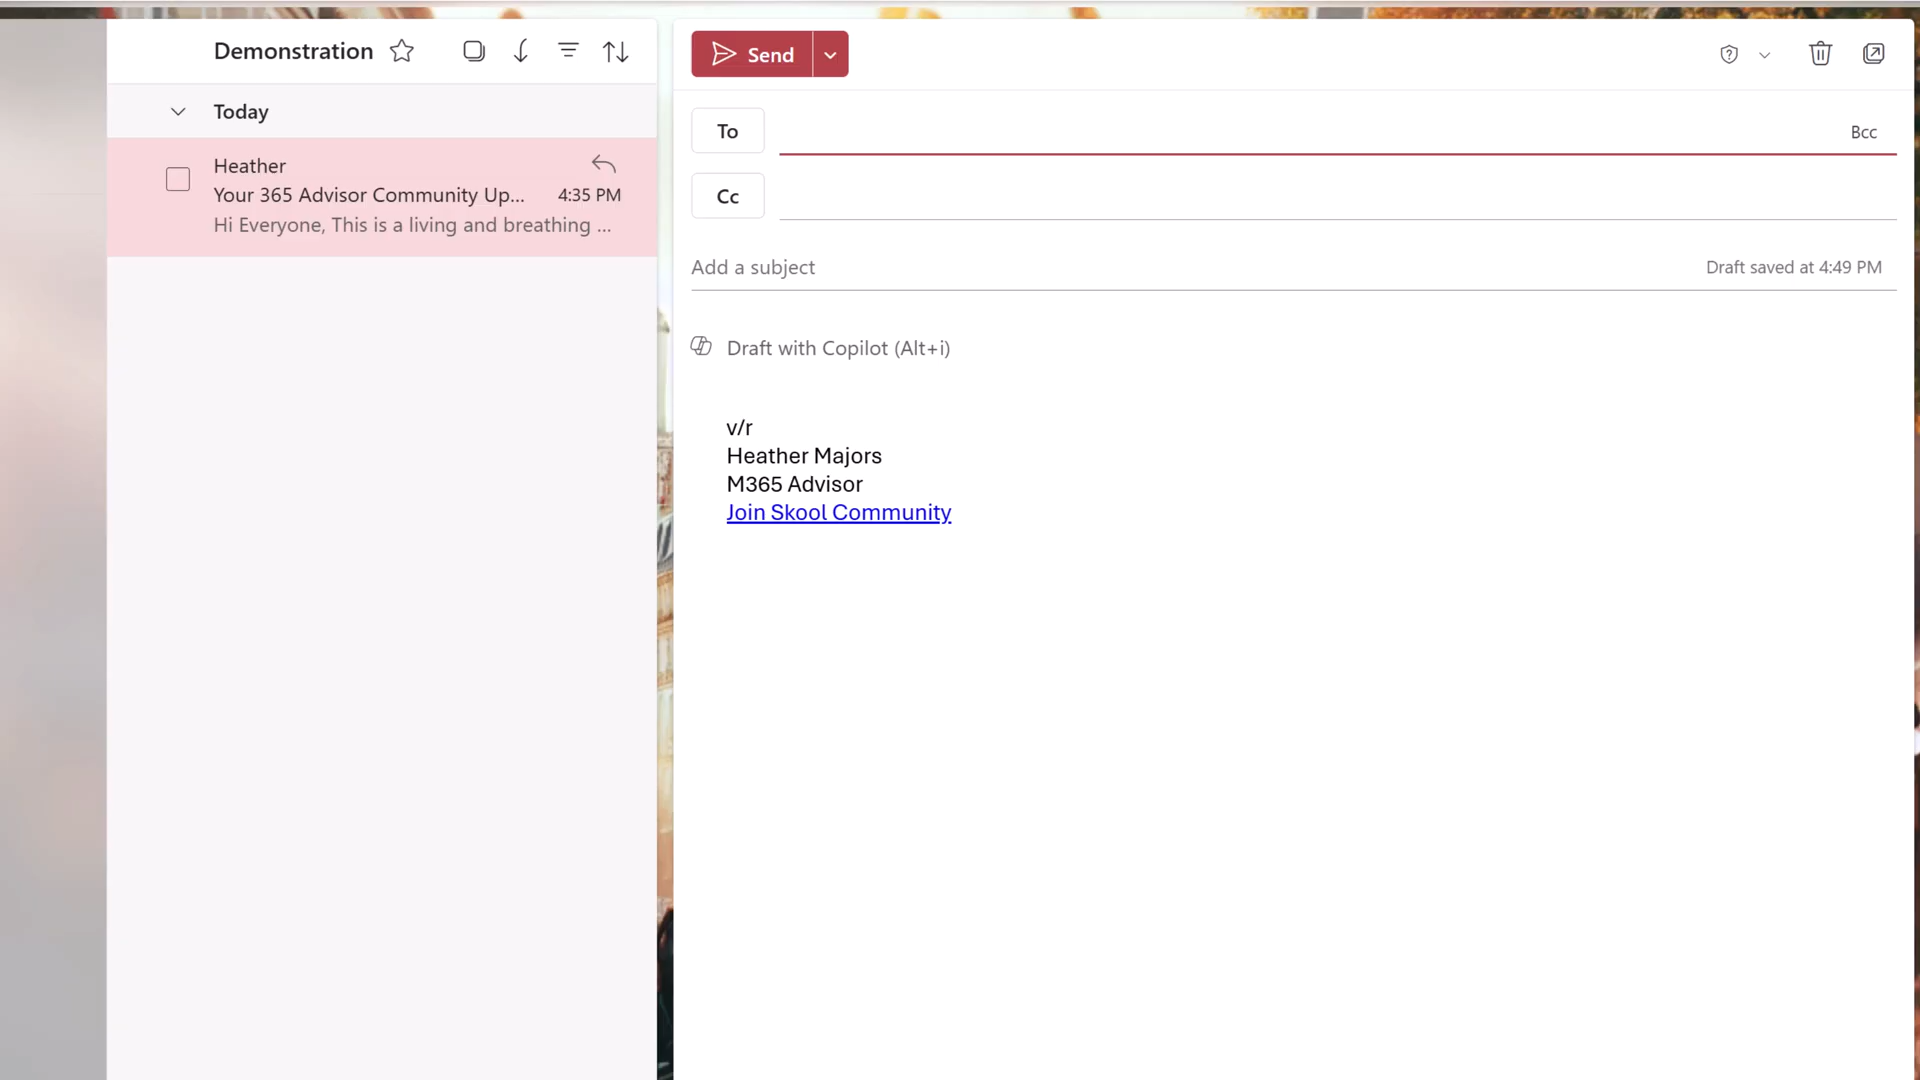 Demonstration
Today
Heather
Your 365 Advisor Community Up... 4:35 PM
Hi Everyone, This is a living and breathing ...
Send
To
Bcc
Cc
Add a subject
Draft saved at 4:49 PM
Draft with Copilot (Alt+i)
v/r
Heather Majors
M365 Advisor
Join Skool Community